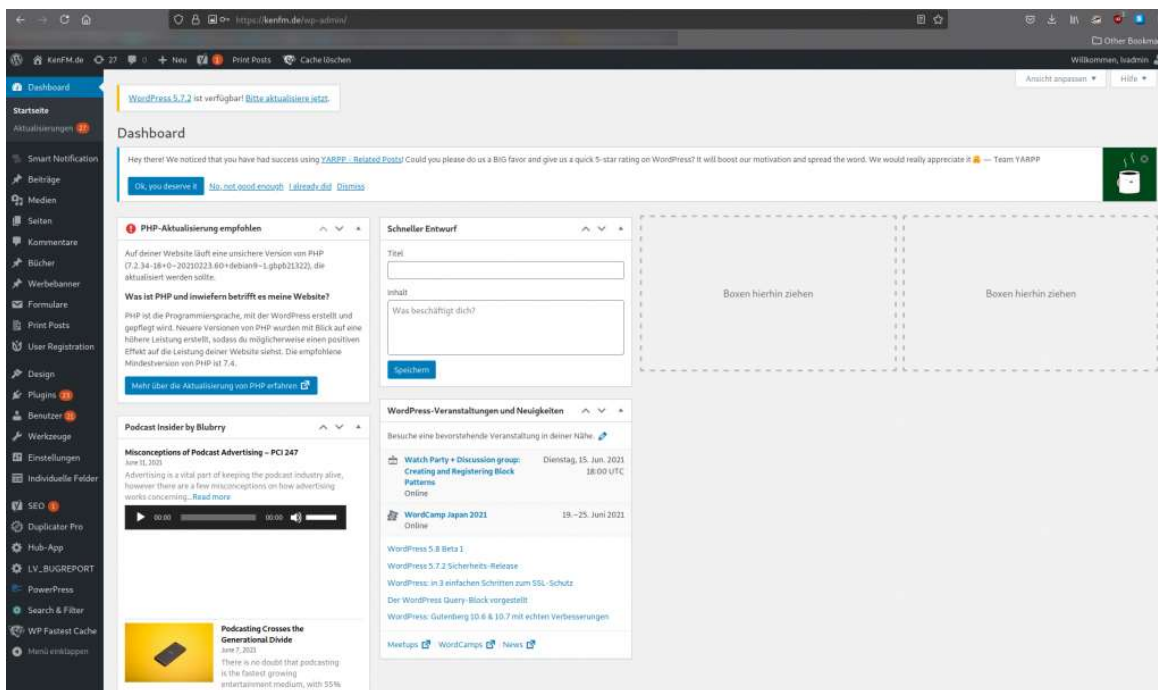 https://kenfm.de/wp-admin/
Other Bookma
KenFM.de 27 0 + Neu 1 Print Posts Cache löschen
Willkommen, lvadmin
Dashboard
Startseite
Aktualisierungen 27
Smart Notification
Beiträge
Medien
Seiten
Kommentare
Bücher
Werbebanner
Formulare
Print Posts
User Registration
Design
Plugins 23
Benutzer 21
Werkzeuge
Einstellungen
Individuelle Felder
SEO 1
Duplicator Pro
Hub-App
LV_BUGREPORT
PowerPress
Search & Filter
WP Fastest Cache
Menü einklappen
Ansicht anpassen
Hilfe
WordPress 5.7.2 ist verfügbar! Bitte aktualisiere jetzt.
Dashboard
Hey there! We noticed that you have had success using YARPP - Related Posts! Could you please do us a BIG favor and give us a quick 5-star rating on WordPress? It will boost our motivation and spread the word. We would really appreciate it 🤗 — Team YARPP
Ok, you deserve it No, not good enough I already did Dismiss
PHP-Aktualisierung empfohlen
Auf deiner Website läuft eine unsichere Version von PHP
(7.2.34-18+0~20210223.60+debian9~1.gbpb21322), die
aktualisiert werden sollte.
Was ist PHP und inwiefern betrifft es meine Website?
PHP ist die Programmiersprache, mit der WordPress erstellt und
gepflegt wird. Neuere Versionen von PHP wurden mit Blick auf eine
höhere Leistung erstellt, sodass du möglicherweise einen positiven
Effekt auf die Leistung deiner Website siehst. Die empfohlene
Mindestversion von PHP ist 7.4.
Mehr über die Aktualisierung von PHP erfahren
Podcast Insider by Blubrry
Misconceptions of Podcast Advertising – PCI 247
June 11, 2021
Advertising is a vital part of keeping the podcast industry alive,
however there are a few misconceptions on how advertising
works concerning...Read more
00:00 00:00
Podcasting Crosses the
Generational Divide
June 7, 2021
There is no doubt that podcasting
is the fastest growing
entertainment medium, with 55%
Schneller Entwurf
Titel
Inhalt
Was beschäftigt dich?
Speichern
WordPress-Veranstaltungen und Neuigkeiten
Besuche eine bevorstehende Veranstaltung in deiner Nähe.
Watch Party + Discussion group: Dienstag, 15. Jun. 2021
Creating and Registering Block 18:00 UTC
Patterns
Online
WordCamp Japan 2021 19.–25. Juni 2021
Online
WordPress 5.8 Beta 1
WordPress 5.7.2 Sicherheits-Release
WordPress: in 3 einfachen Schritten zum SSL-Schutz
Der WordPress Query-Block vorgestellt
WordPress: Gutenberg 10.6 & 10.7 mit echten Verbesserungen
Meetups WordCamps News
Boxen hierhin ziehen
Boxen hierhin ziehen